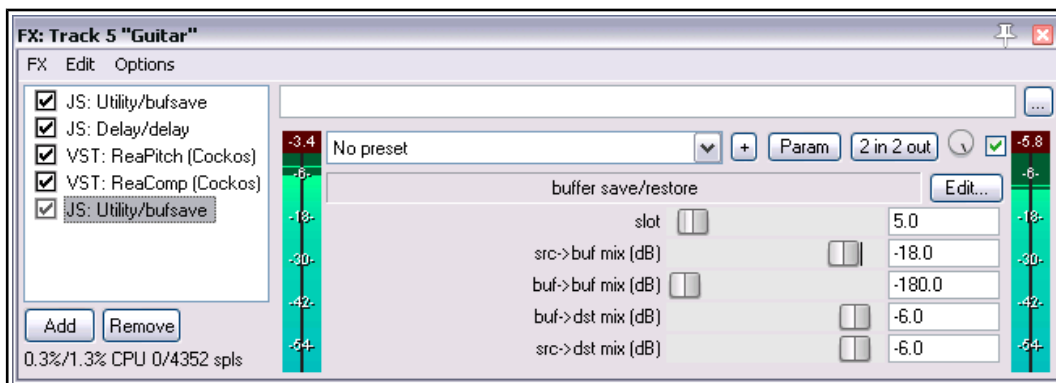 FX: Track 5 "Guitar"
FX Edit Options
JS: Utility/bufsave
JS: Delay/delay
VST: ReaPitch (Cockos)
VST: ReaComp (Cockos)
JS: Utility/bufsave
Add Remove
0.3%/1.3% CPU 0/4352 spls
...
-3.4 No preset + Param 2 in 2 out -5.8
buffer save/restore Edit...
slot 5.0
src->buf mix (dB) -18.0
buf->buf mix (dB) -180.0
buf->dst mix (dB) -6.0
src->dst mix (dB) -6.0
-6-
-18-
-30-
-42-
-54-
-6-
-18-
-30-
-42-
-54-